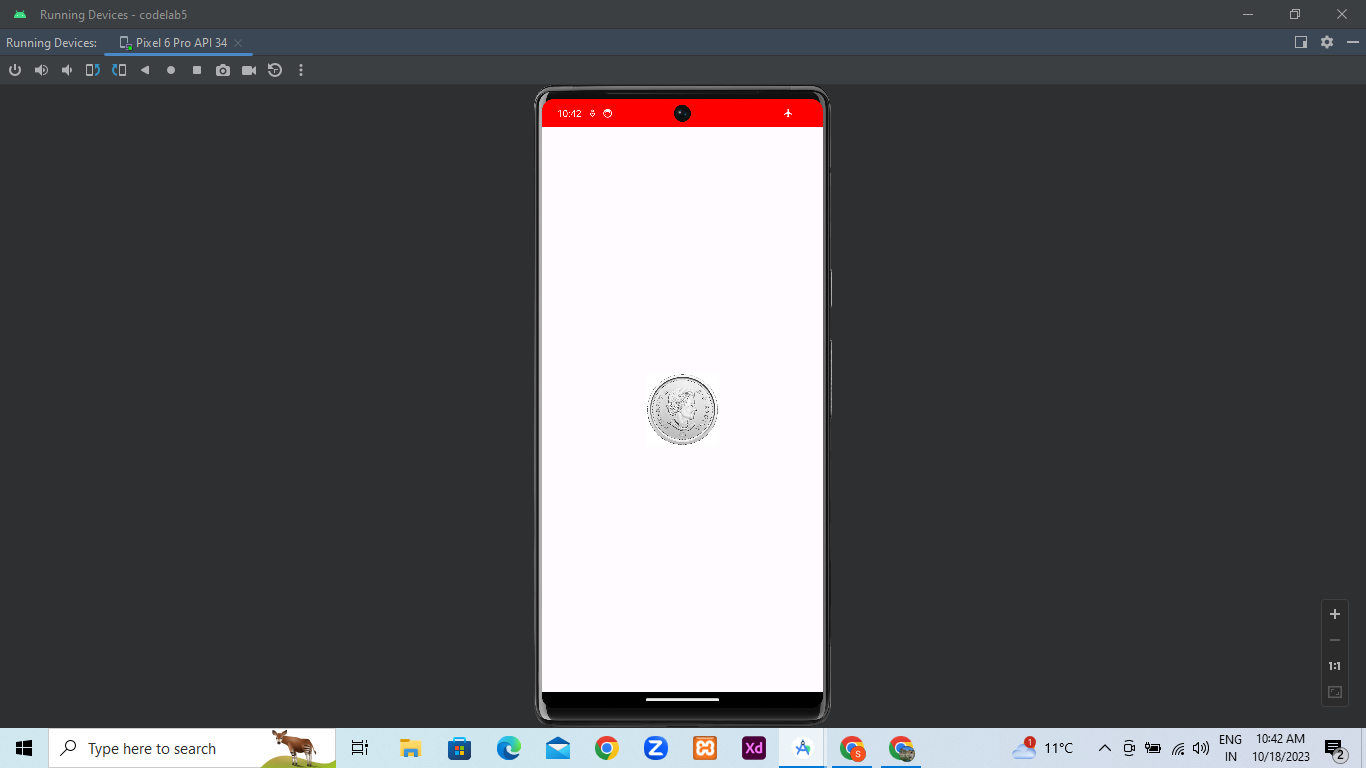 Running Devices - codelab5
Running Devices:
Pixel 6 Pro API 34
10:42
1:1
Type here to search
Z
Xd
S
1
11°C
ENG
IN
10:42 AM
10/18/2023
2